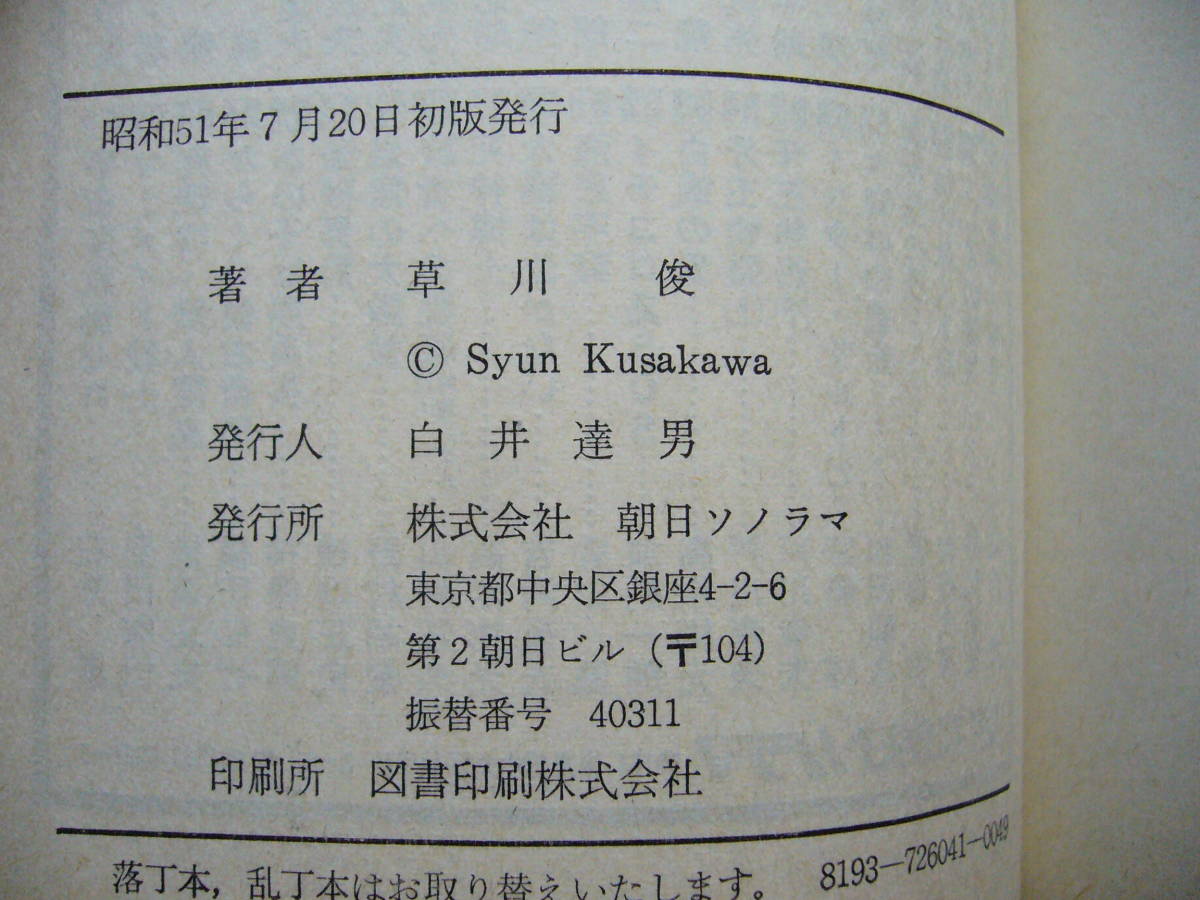 昭和51年7月20日初版発行
著者 草川 俊
© Syun Kusakawa
発行人 白井達男
発行所 株式会社 朝日ソノラマ
東京都中央区銀座4-2-6
第2朝日ビル (〒104)
振替番号 40311
印刷所 図書印刷株式会社
落丁本，乱丁本はお取り替えいたします。
8193-726041-0049